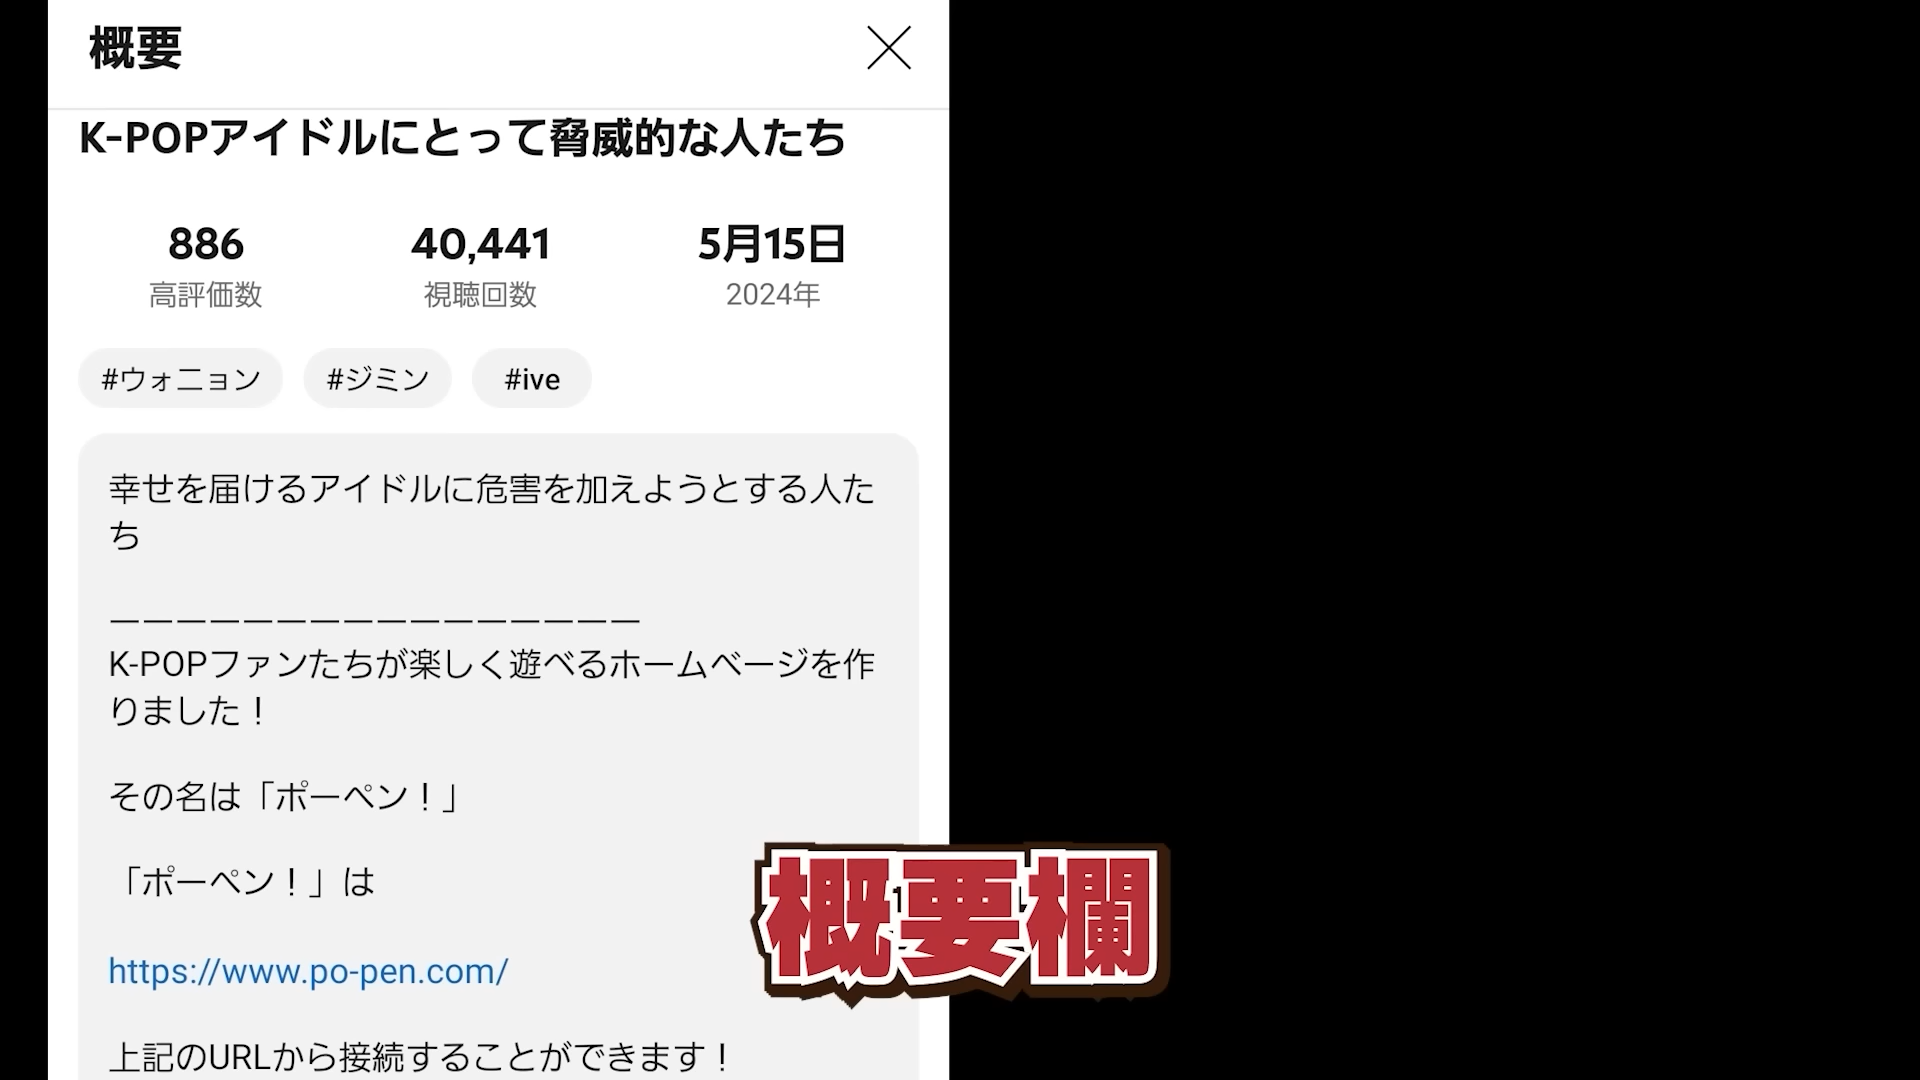 概要
K-POPアイドルにとって脅威的な人たち
886
高評価数
40,441
視聴回数
5月15日
2024年
#ウォニョン
#ジミン
#ive
幸せを届けるアイドルに危害を加えようとする人た
ち
ーーーーーーーーーーーーーーーー
K-POPファンたちが楽しく遊べるホームページを作
りました！
その名は「ポーペン！」
「ポーペン！」は
https://www.po-pen.com/
上記のURLから接続することができます！
概要欄